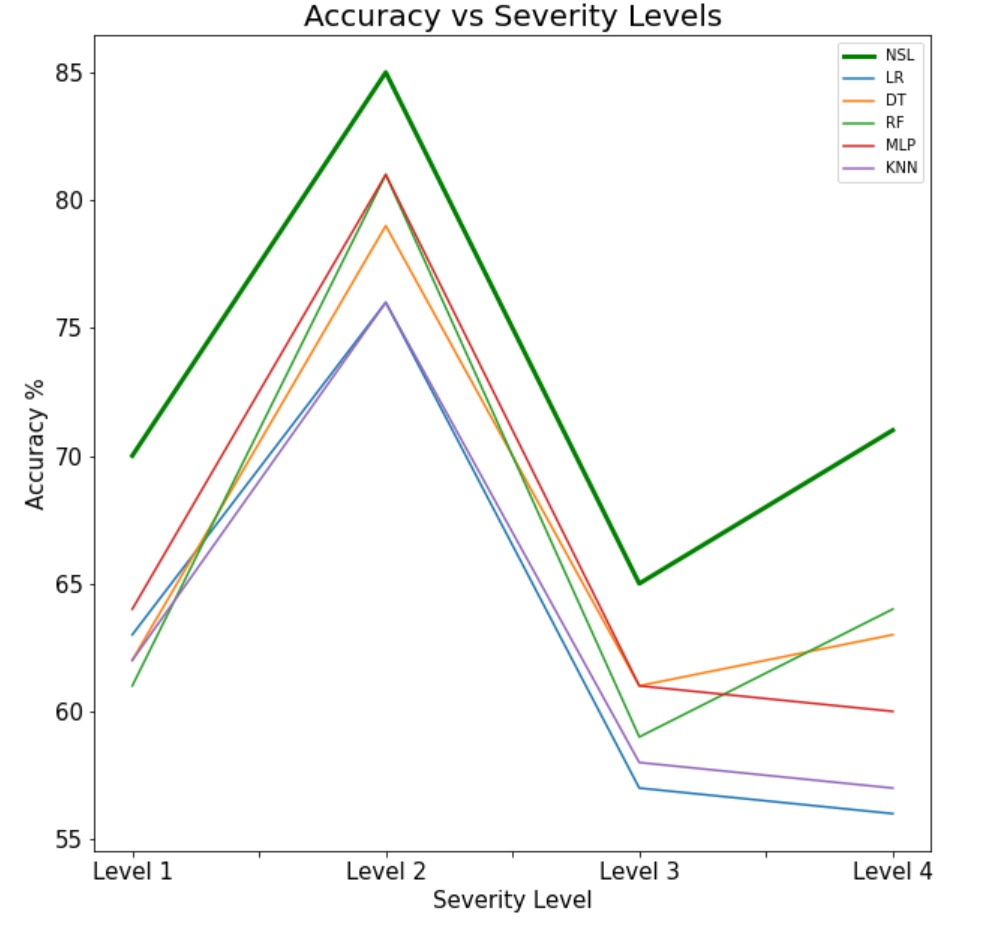 Accuracy vs Severity Levels
NSL
LR
DT
RF
MLP
KNN
85
80
75
70
65
60
55
Accuracy %
Level 1
Level 2
Level 3
Level 4
Severity Level